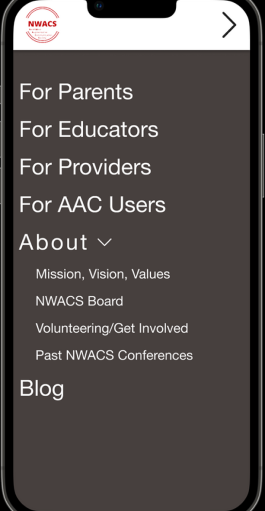 NWACS
For Parents
For Educators
For Providers
For AAC Users
About
Mission, Vision, Values
NWACS Board
Volunteering/Get Involved
Past NWACS Conferences
Blog